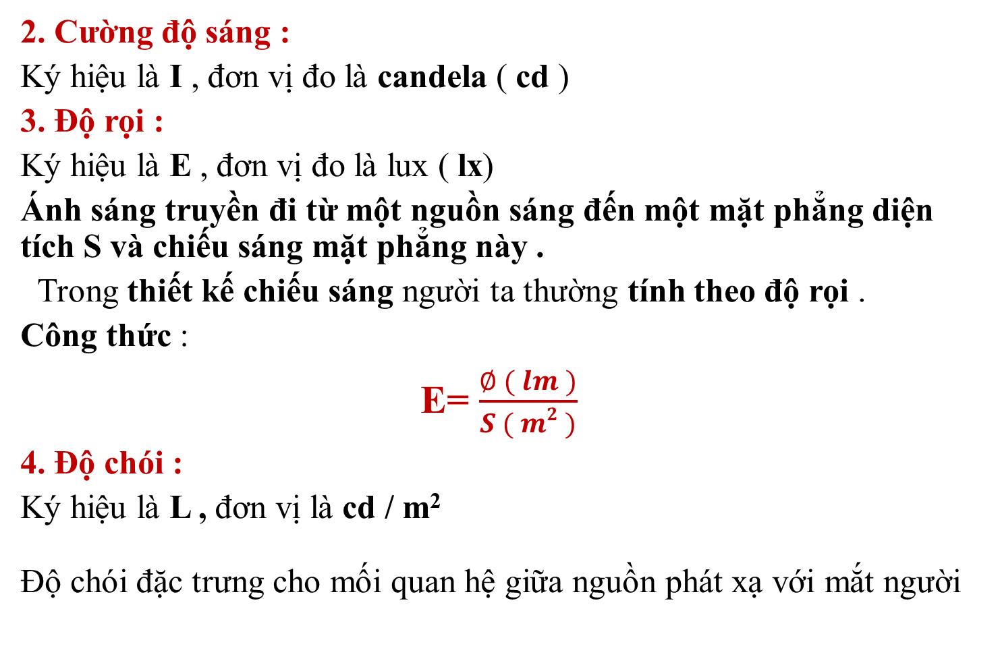 2. Cường độ sáng :
Ký hiệu là I , đơn vị đo là candela ( cd )
3. Độ rọi :
Ký hiệu là E , đơn vị đo là lux ( lx)
Ánh sáng truyền đi từ một nguồn sáng đến một mặt phẳng diện
tích S và chiếu sáng mặt phẳng này .
Trong thiết kế chiếu sáng người ta thường tính theo độ rọi .
Công thức :
E= ∅ ( lm ) / S ( m² )
4. Độ chói :
Ký hiệu là L , đơn vị là cd / m²
Độ chói đặc trưng cho mối quan hệ giữa nguồn phát xạ với mắt người